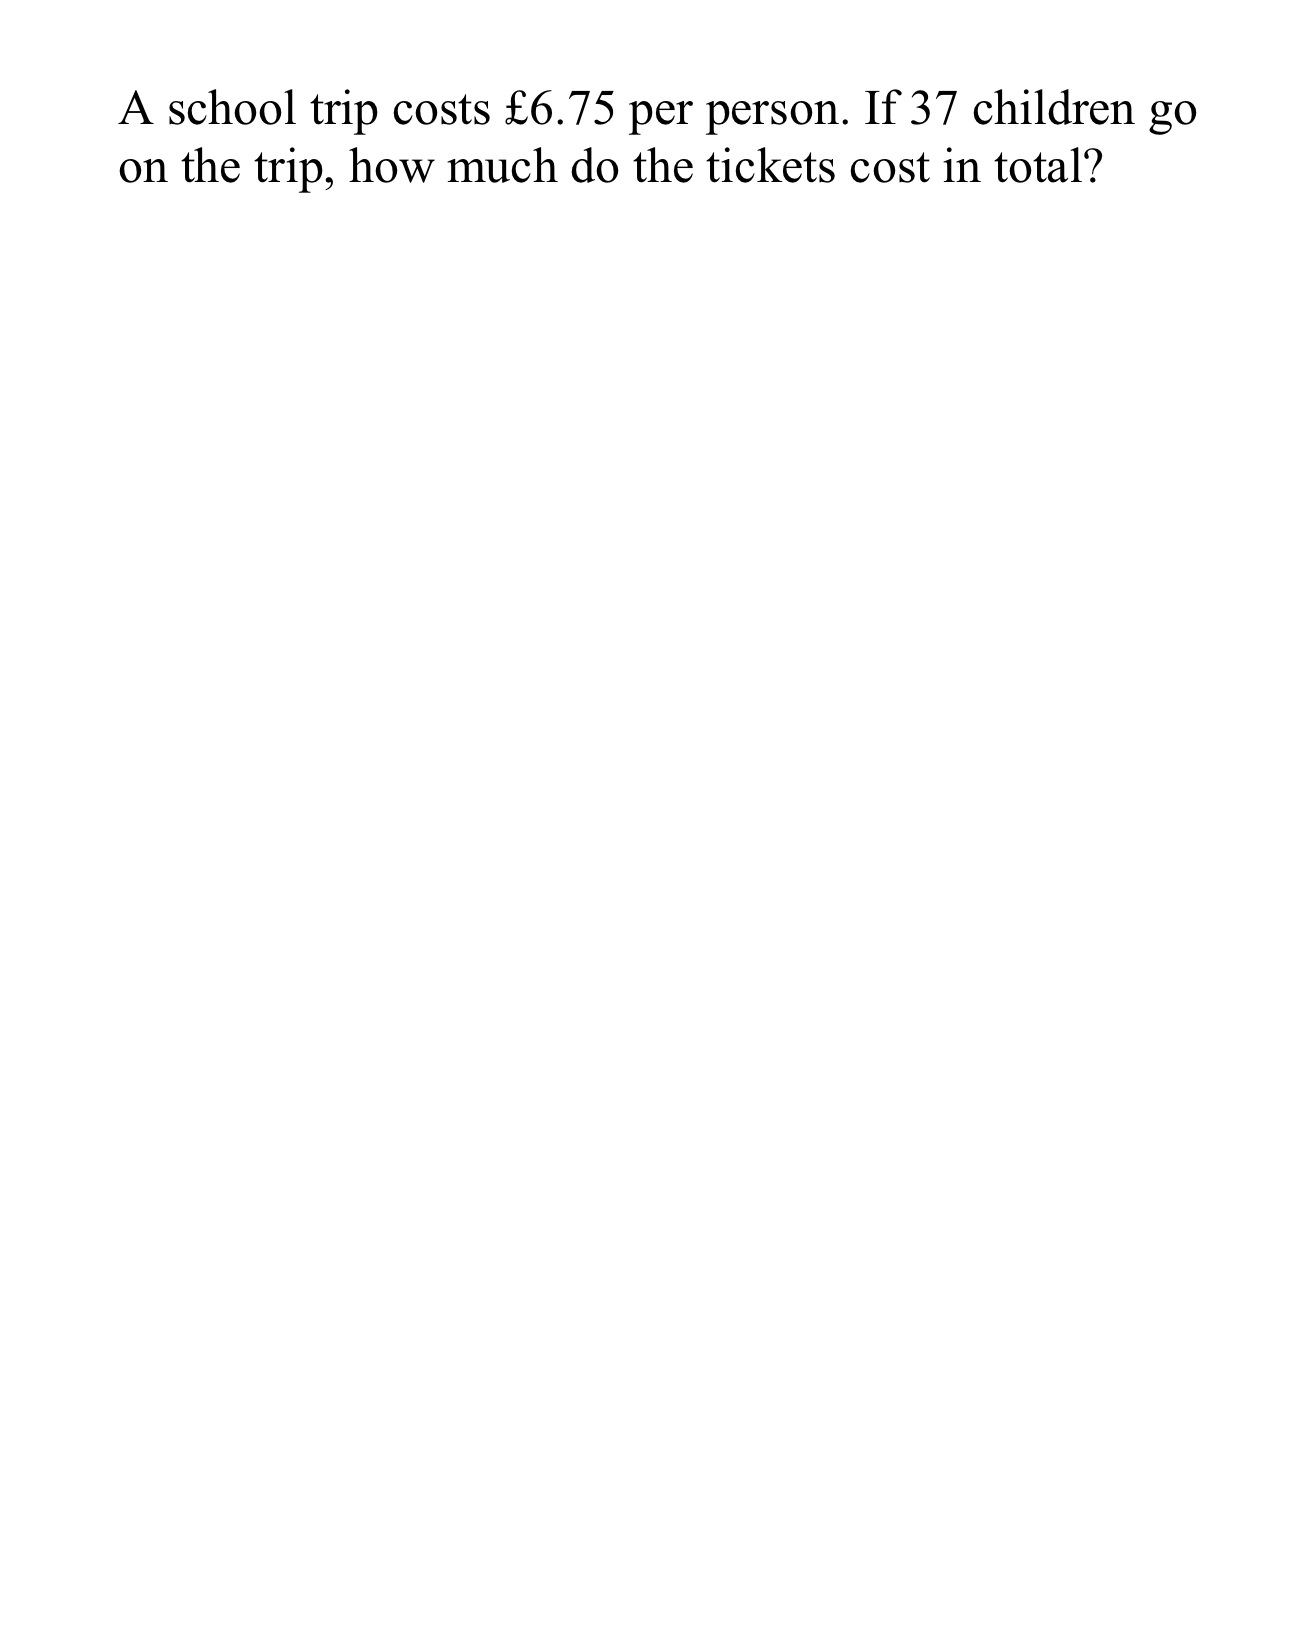 A school trip costs £6.75 per person. If 37 children go
on the trip, how much do the tickets cost in total?